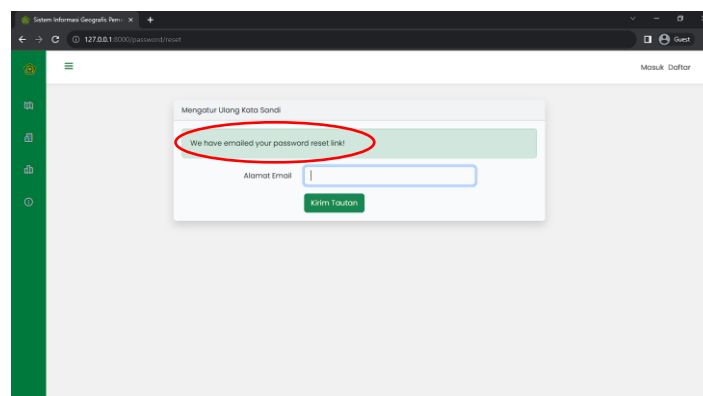 Sistem Informasi Geografis Pem
127.0.0.1:8000/password/reset
Guest
Masuk Daftar
Mengatur Ulang Kata Sandi
We have emailed your password reset link!
Alamat Email
Kirim Tautan